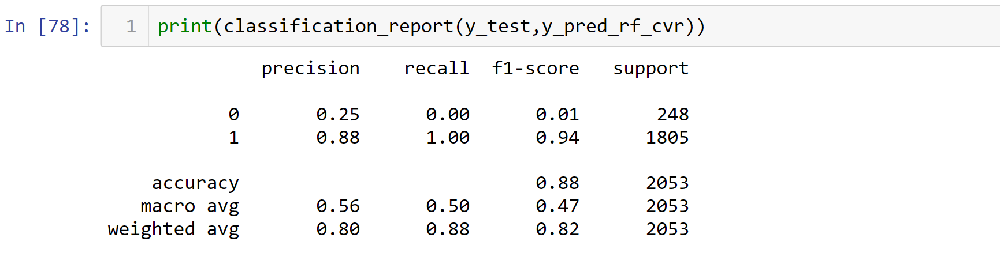 In [78]: 1 print(classification_report(y_test,y_pred_rf_cvr))
precision recall f1-score support
0 0.25 0.00 0.01 248
1 0.88 1.00 0.94 1805
accuracy 0.88 2053
macro avg 0.56 0.50 0.47 2053
weighted avg 0.80 0.88 0.82 2053